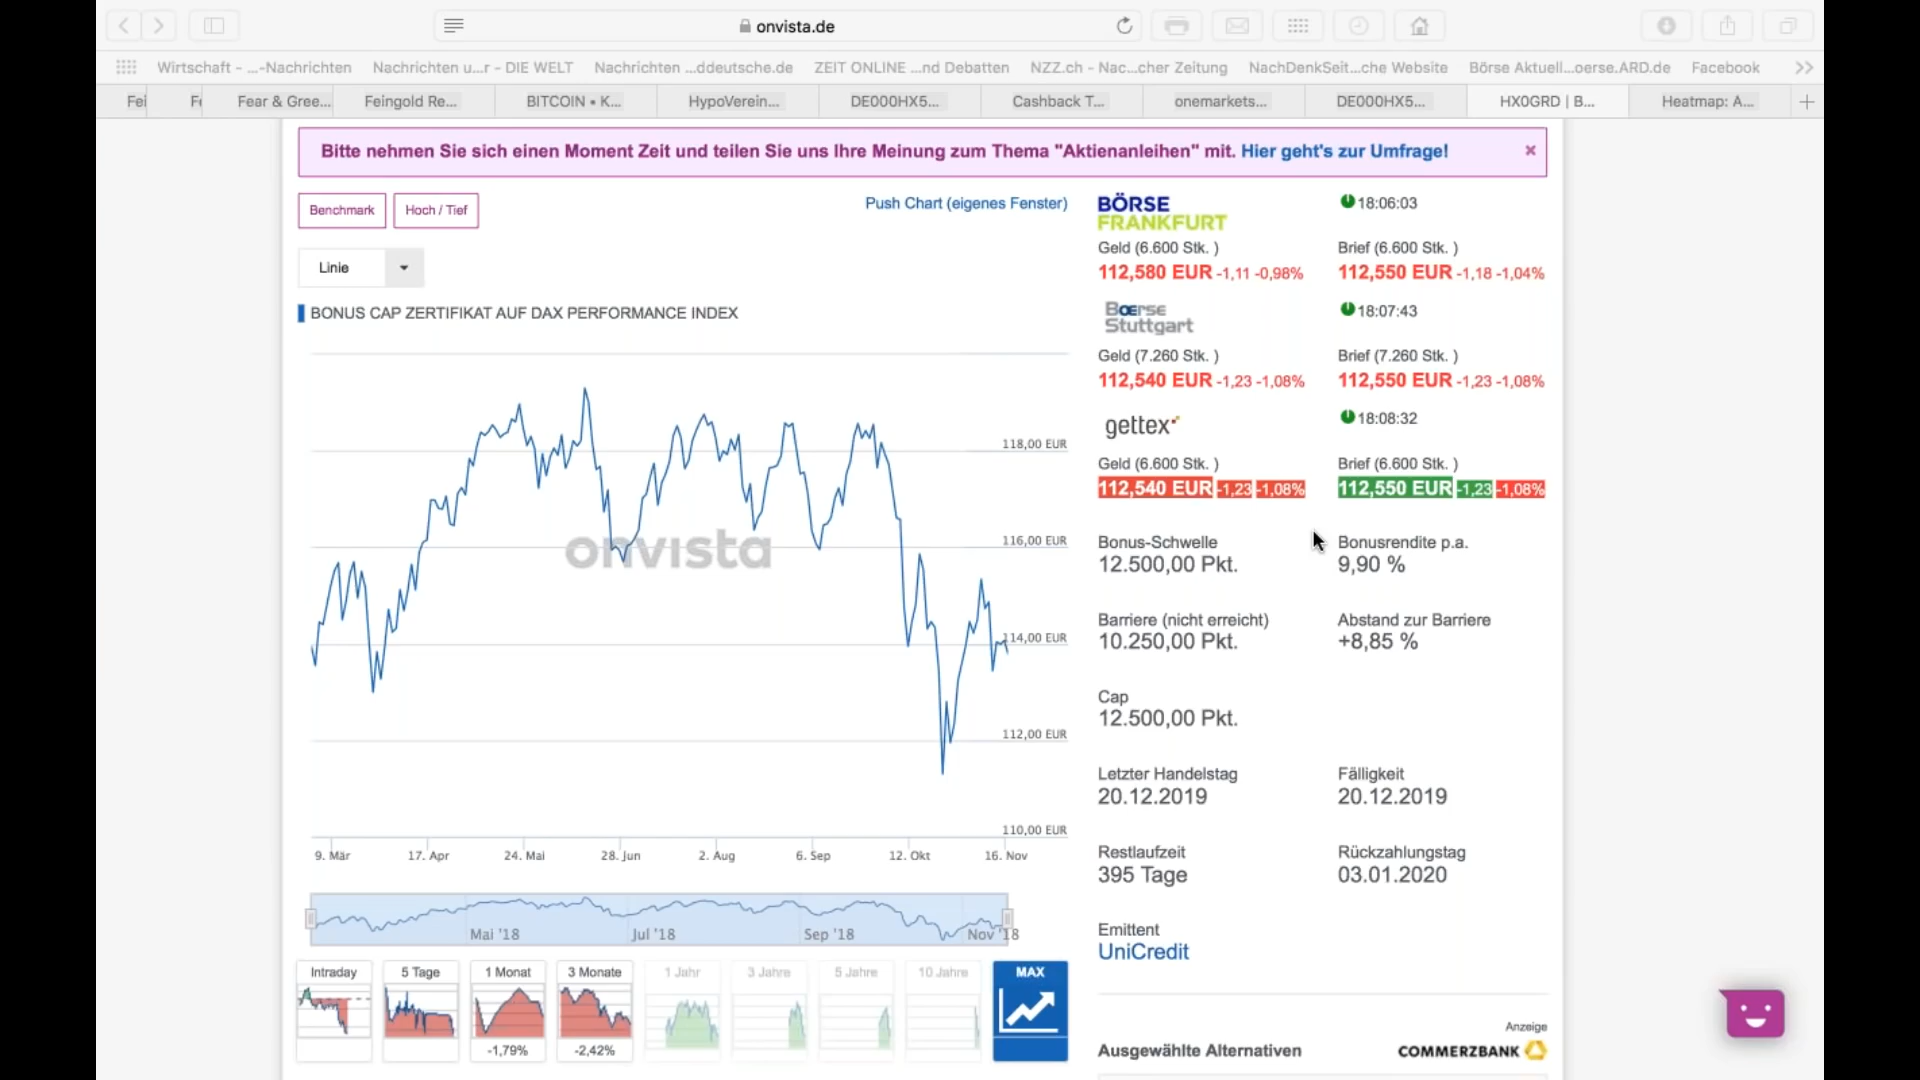 onvista.de
Wirtschaft - ...-Nachrichten
Nachrichten u...r - DIE WELT
Nachrichten ...ddeutsche.de
ZEIT ONLINE ...nd Debatten
NZZ.ch - Nac...cher Zeitung
NachDenkSeit...che Website
Börse Aktuell...oerse.ARD.de
Facebook
Fei
Fe
Fear & Gree...
Feingold Re...
BITCOIN • K...
HypoVerein...
DE000HX5...
Cashback T...
onemarkets...
DE000HX5...
HX0GRD | B...
Heatmap: A...
Bitte nehmen Sie sich einen Moment Zeit und teilen Sie uns Ihre Meinung zum Thema "Aktienanleihen" mit. Hier geht's zur Umfrage!
Benchmark
Hoch / Tief
Push Chart (eigenes Fenster)
Linie
BONUS CAP ZERTIFIKAT AUF DAX PERFORMANCE INDEX
118,00 EUR
116,00 EUR
114,00 EUR
112,00 EUR
110,00 EUR
onvista
9. Mär
17. Apr
24. Mai
28. Jun
2. Aug
6. Sep
12. Okt
16. Nov
Mai '18
Jul '18
Sep '18
Nov '18
Intraday
5 Tage
1 Monat
-1,79%
3 Monate
-2,42%
1 Jahr
3 Jahre
5 Jahre
10 Jahre
MAX
BÖRSE
FRANKFURT
18:06:03
Geld (6.600 Stk. )
Brief (6.600 Stk. )
112,580 EUR -1,11 -0,98%
112,550 EUR -1,18 -1,04%
Bœrse
Stuttgart
18:07:43
Geld (7.260 Stk. )
Brief (7.260 Stk. )
112,540 EUR -1,23 -1,08%
112,550 EUR -1,23 -1,08%
gettex
18:08:32
Geld (6.600 Stk. )
Brief (6.600 Stk. )
112,540 EUR -1,23 -1,08%
112,550 EUR -1,23 -1,08%
Bonus-Schwelle
12.500,00 Pkt.
Bonusrendite p.a.
9,90 %
Barriere (nicht erreicht)
10.250,00 Pkt.
Abstand zur Barriere
+8,85 %
Cap
12.500,00 Pkt.
Letzter Handelstag
20.12.2019
Fälligkeit
20.12.2019
Restlaufzeit
395 Tage
Rückzahlungstag
03.01.2020
Emittent
UniCredit
Anzeige
Ausgewählte Alternativen
COMMERZBANK